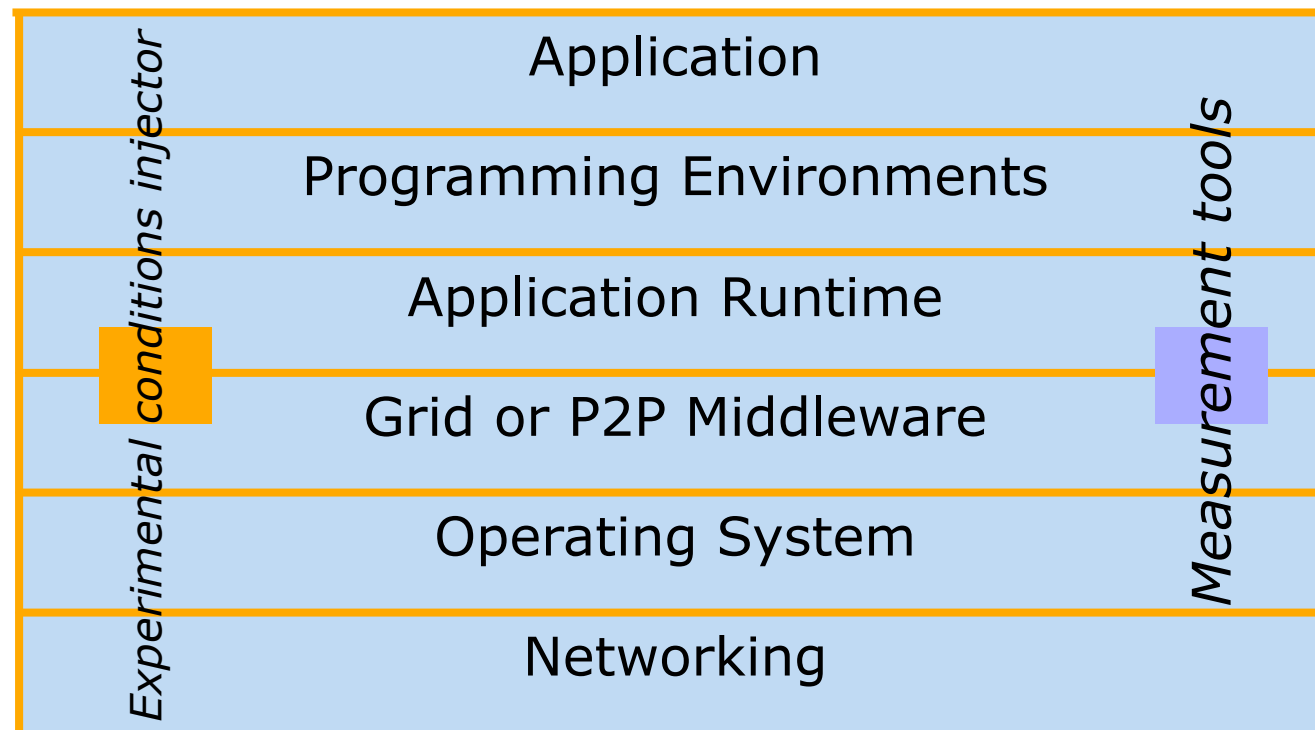 Application
Programming Environments
Application Runtime
Grid or P2P Middleware
Operating System
Networking
Experimental conditions injector
Measurement tools